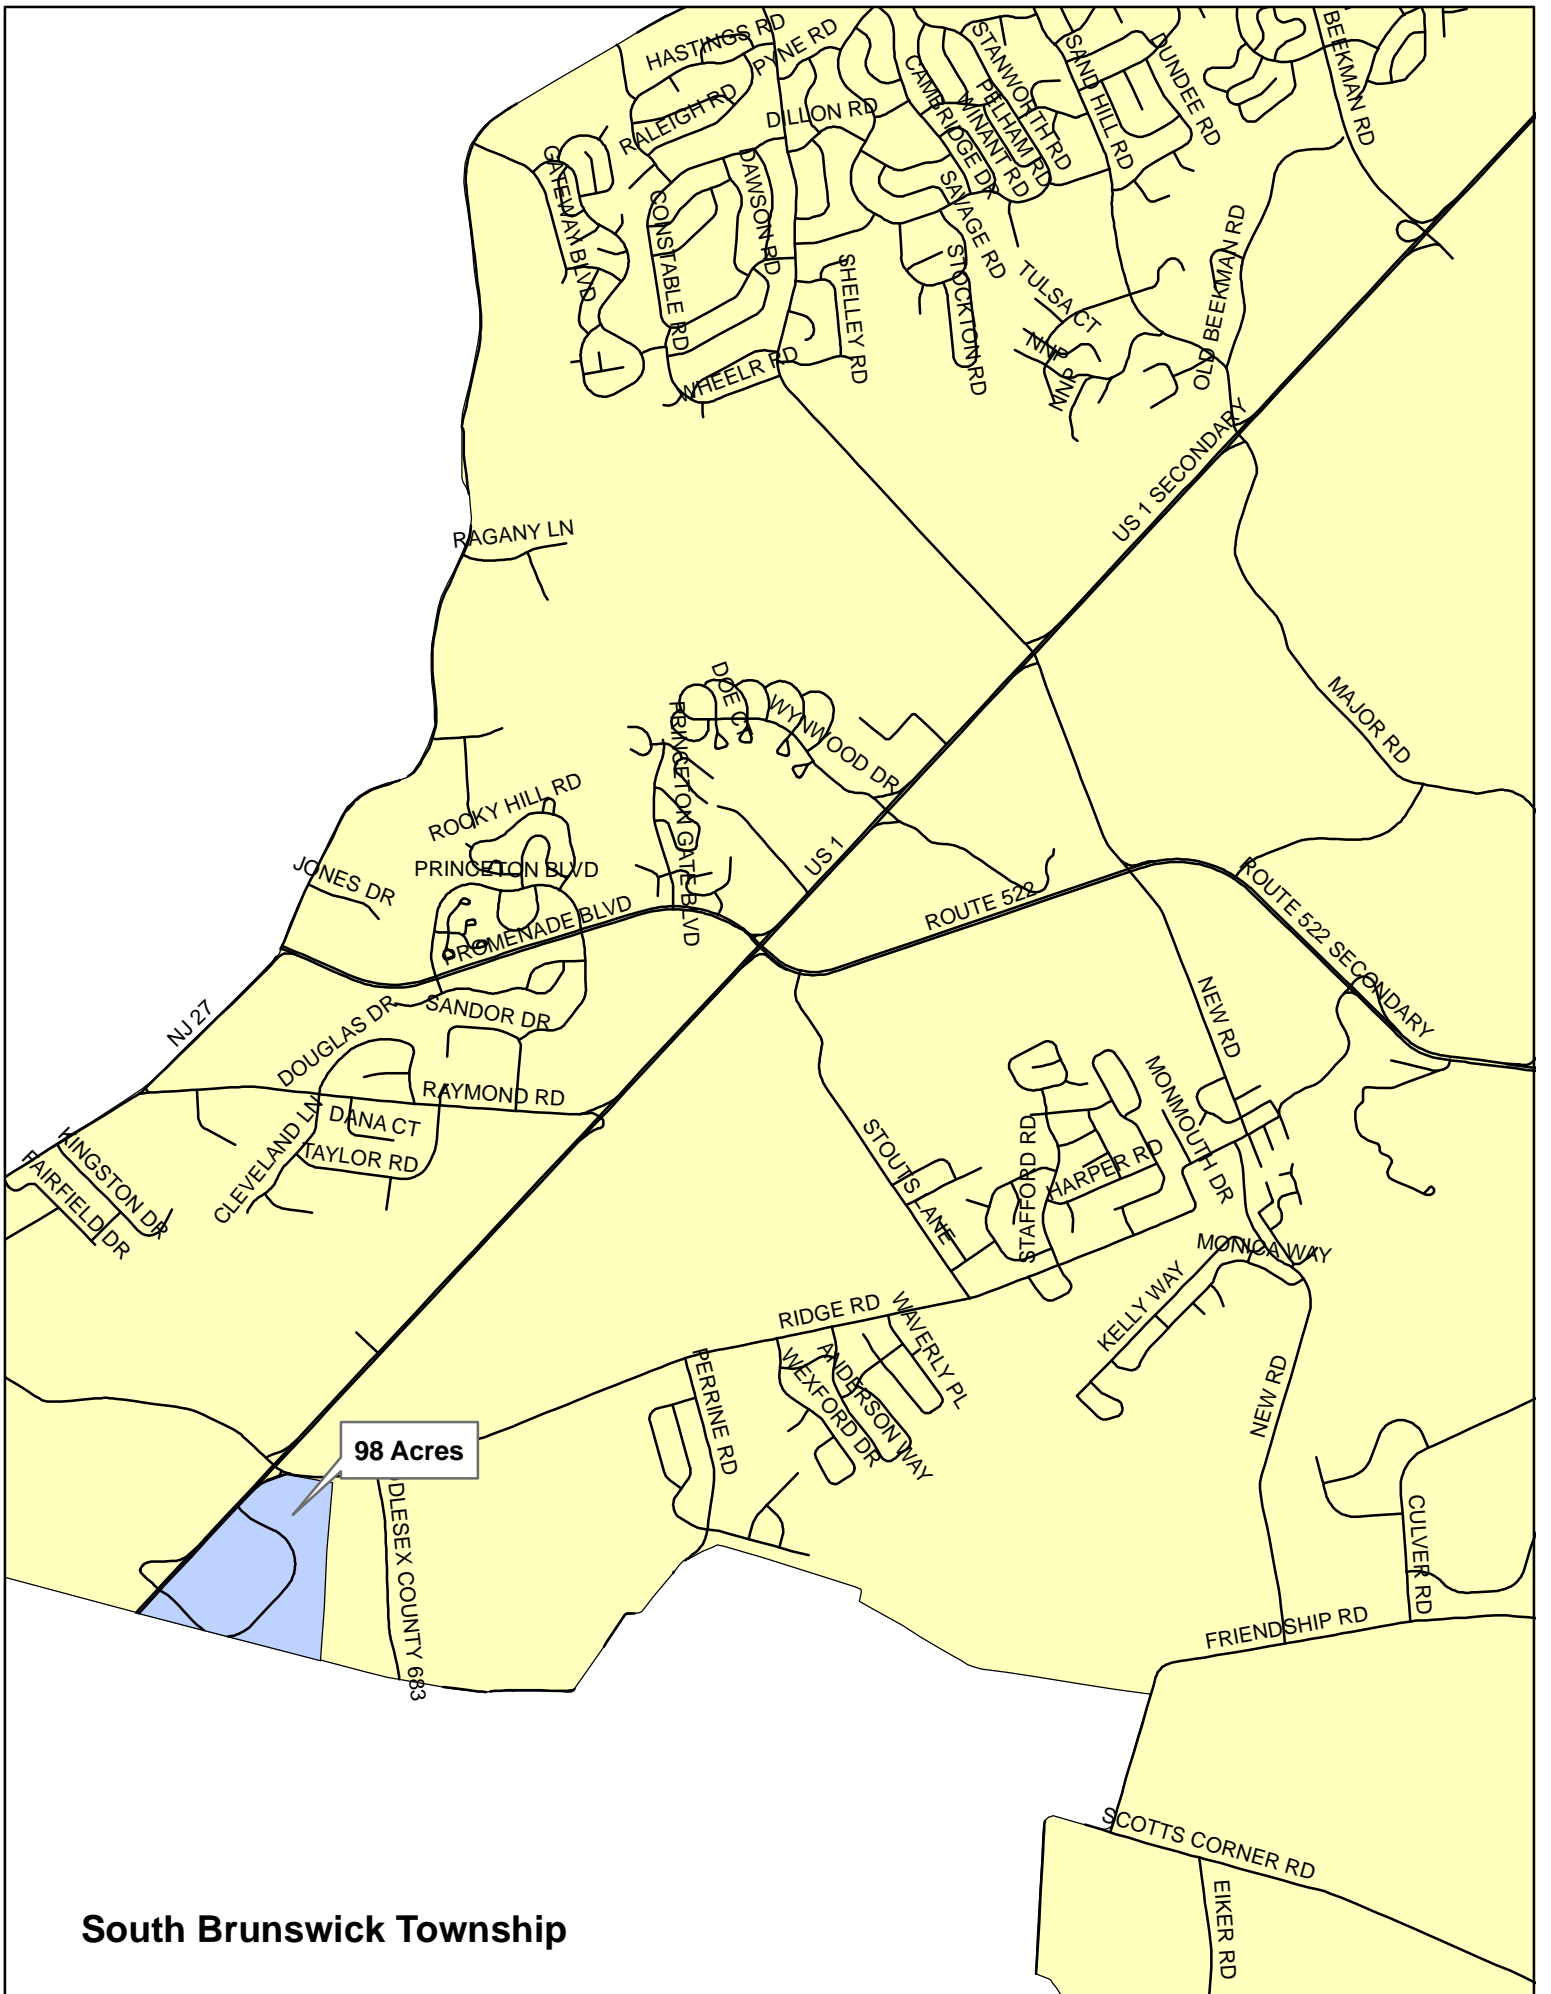 HASTINGS RD
PYNE RD
RALEIGH RD
DILLON RD
CAMBRIDGE DR
STANWORTH RD
PELHAM RD
WINANT RD
SAND HILL RD
DUNDEE RD
BEEKMAN RD
GATEWAY BLVD
CONSTABLE RD
DAWSON RD
SAVAGE RD
STOCKTON RD
SHELLEY RD
TULSA CT
NNP
NNP
OLD BEEKMAN RD
WHEELR RD
US 1 SECONDARY
RAGANY LN
MAJOR RD
DOE CT
WYNWOOD DR
PRINCETON GATE BLVD
ROCKY HILL RD
JONES DR
PRINCETON BLVD
US 1
PROMENADE BLVD
ROUTE 522
ROUTE 522 SECONDARY
NJ 27
DOUGLAS DR
SANDOR DR
NEW RD
RAYMOND RD
DANA CT
TAYLOR RD
CLEVELAND LN
KINGSTON DR
FAIRFIELD DR
STOUTS LANE
STAFFORD RD
HARPER RD
MONMOUTH DR
MONICA WAY
KELLY WAY
RIDGE RD
WAVERLY PL
ANDERSON WAY
WEXFORD DR
PERRINE RD
NEW RD
98 Acres
DLESEX COUNTY 683
CULVER RD
FRIENDSHIP RD
SCOTTS CORNER RD
EIKER RD
South Brunswick Township